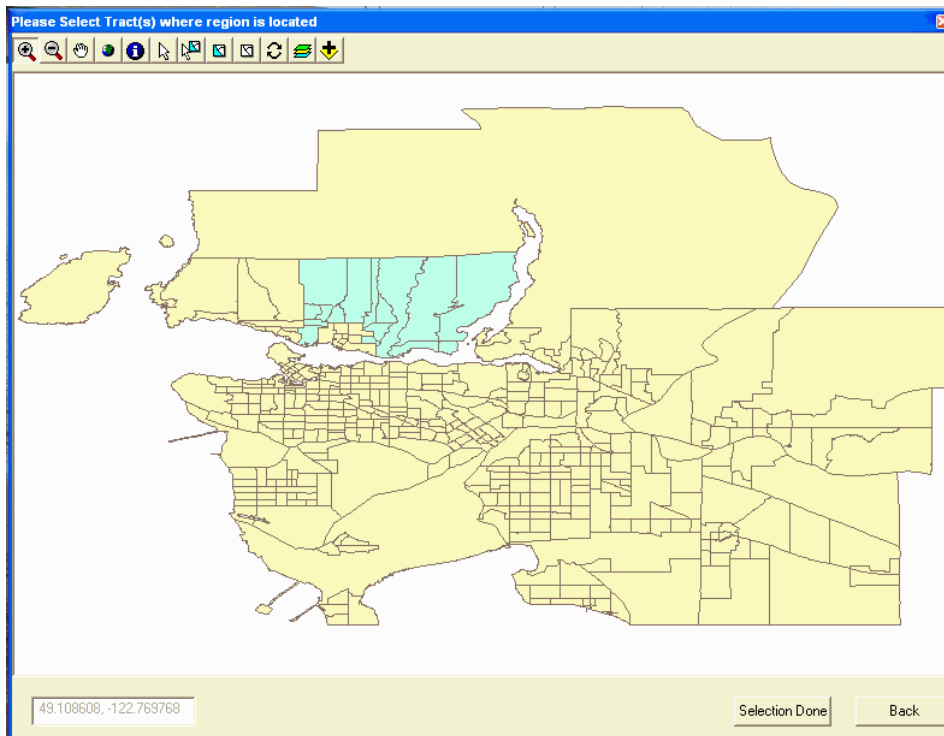 Please Select Tract(s) where region is located
49.108608, -122.769768
Selection Done
Back